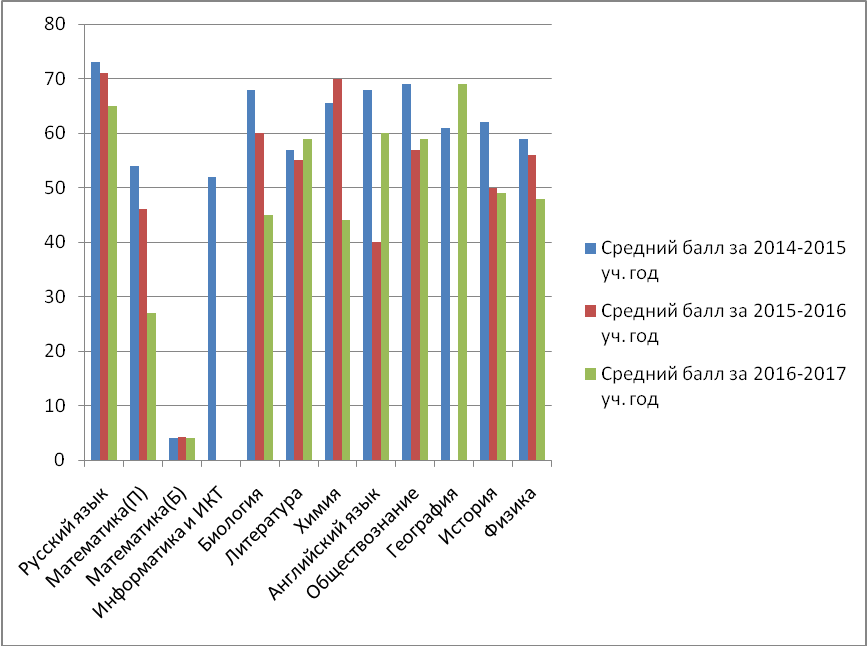 80
70
60
50
40
30
20
10
0
Русский язык
Математика(П)
Математика(Б)
Информатика и ИКТ
Биология
Литература
Химия
Английский язык
Обществознание
География
История
Физика
Средний балл за 2014-2015
уч. год
Средний балл за 2015-2016
уч. год
Средний балл за 2016-2017
уч. год